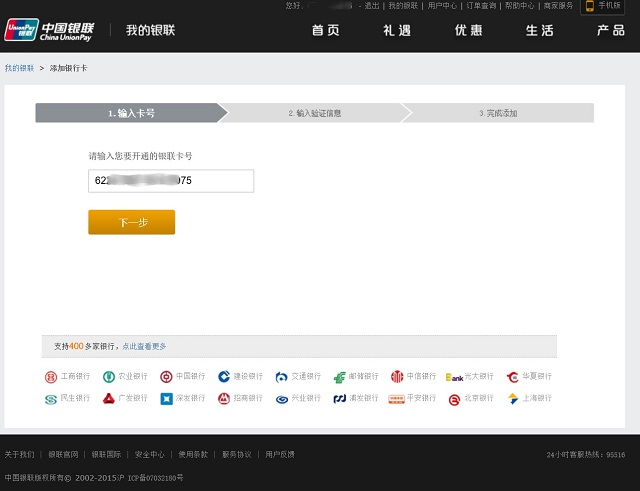 您好, - 退出 | 我的银联 | 用户中心 | 订单查询 | 帮助中心 | 商家服务 手机版
UnionPay 银联 中国银联 China UnionPay 我的银联 首页 礼遇 优惠 生活 产品
我的银联 > 添加银行卡
1.输入卡号 2.输入验证信息 3.完成添加
请输入您要开通的银联卡号
622 075
下一步
支持400多家银行，点此查看更多
工商银行 农业银行 中国银行 建设银行 交通银行 邮储银行 中信银行 Bank 光大银行 华夏银行
民生银行 广发银行 深发银行 招商银行 兴业银行 浦发银行 平安银行 北京银行 上海银行
关于我们 | 银联官网 | 银联国际 | 安全中心 | 使用条款 | 服务协议 | 用户反馈 24小时客服热线: 95516
中国银联版权所有© 2002-2015沪 ICP备07032180号